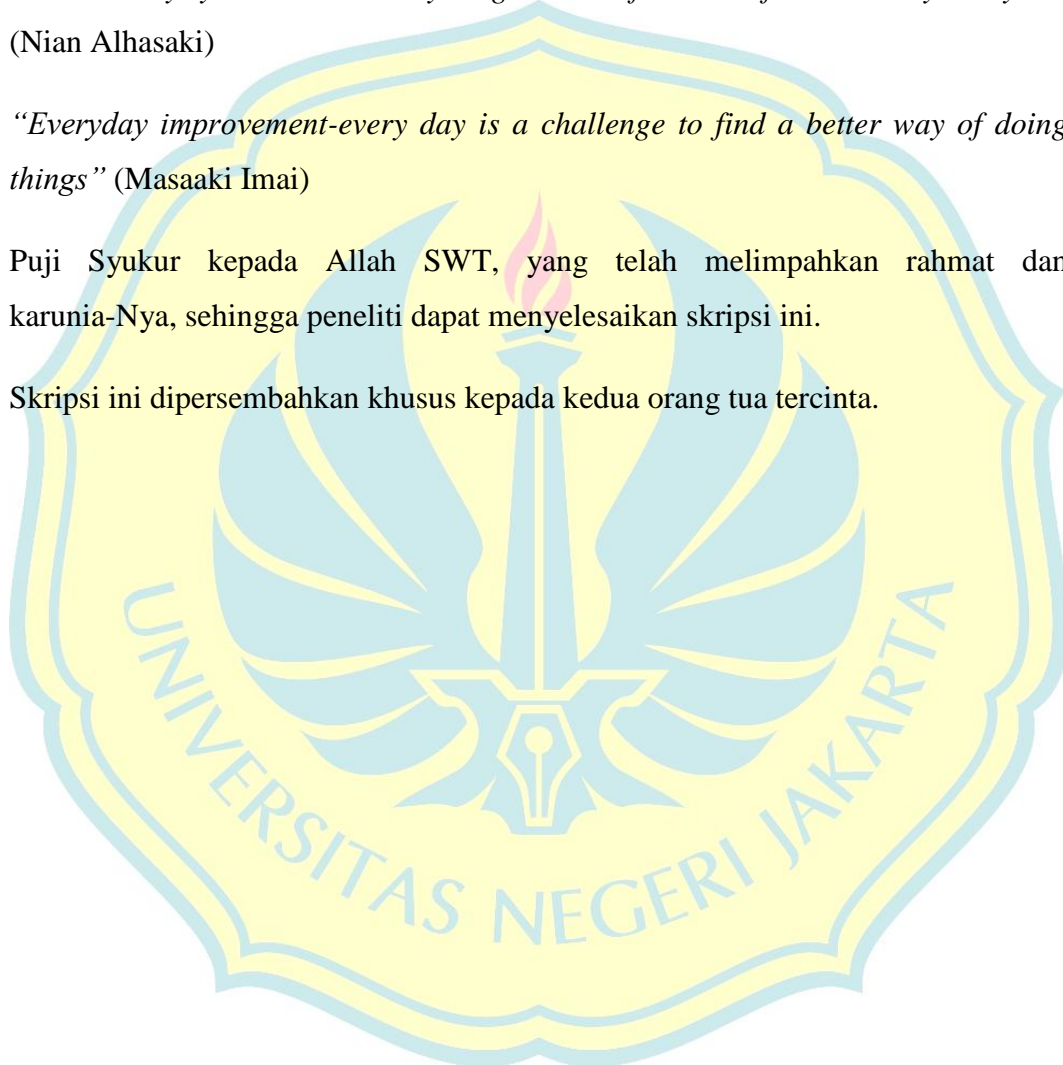 (Nian Alhasaki)
“Everyday improvement-every day is a challenge to find a better way of doing
things” (Masaaki Imai)
Puji Syukur kepada Allah SWT, yang telah melimpahkan rahmat dan
karunia-Nya, sehingga peneliti dapat menyelesaikan skripsi ini.
Skripsi ini dipersembahkan khusus kepada kedua orang tua tercinta.
UNIVERSITAS NEGERI JAKARTA